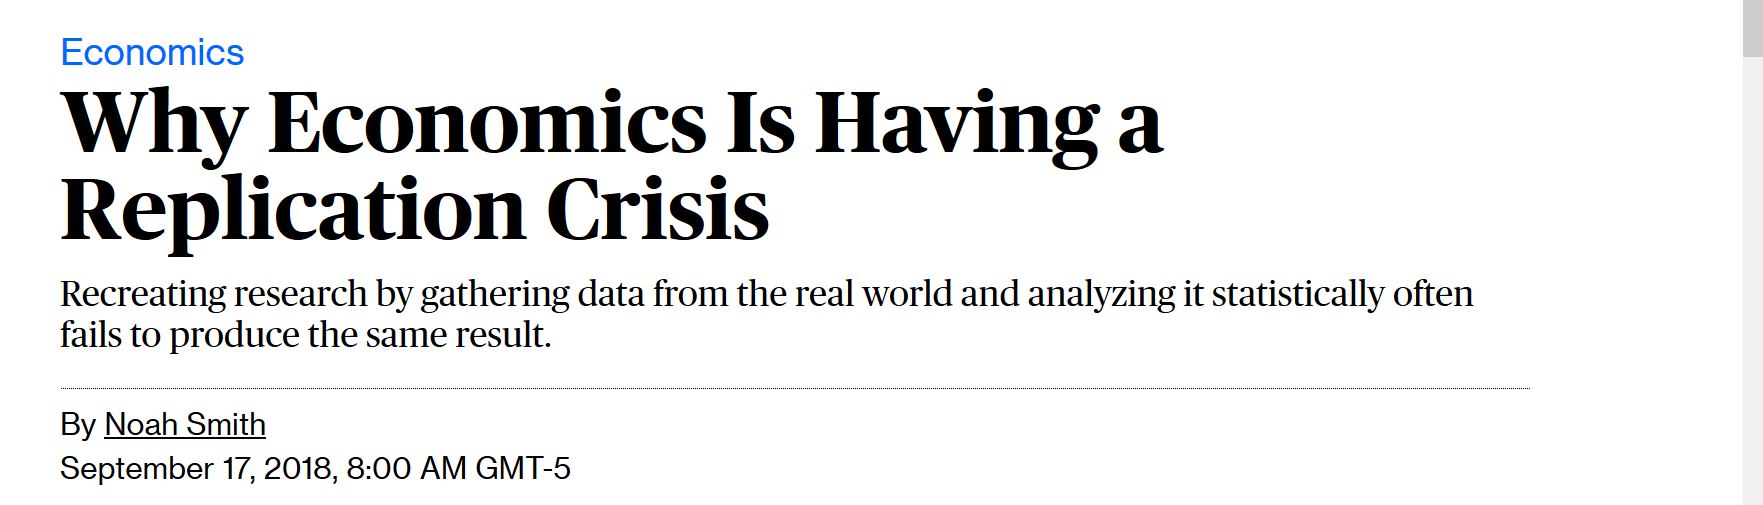 Economics
Why Economics Is Having a
Replication Crisis
Recreating research by gathering data from the real world and analyzing it statistically often
fails to produce the same result.
By Noah Smith
September 17, 2018, 8:00 AM GMT-5